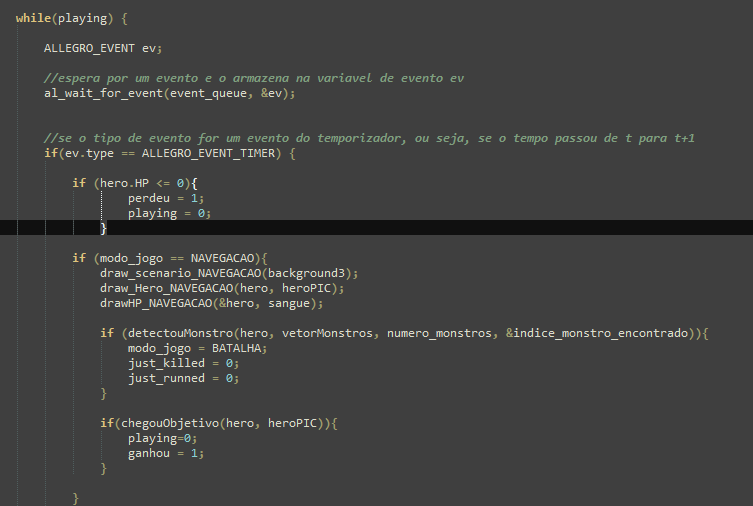 while(playing) {
ALLEGRO_EVENT ev;
//espera por um evento e o armazena na variavel de evento ev
al_wait_for_event(event_queue, &ev);
//se o tipo de evento for um evento do temporizador, ou seja, se o tempo passou de t para t+1
if(ev.type == ALLEGRO_EVENT_TIMER) {
if (hero.HP <= 0){
perdeu = 1;
playing = 0;
}
if (modo_jogo == NAVEGACAO){
draw_scenario_NAVEGACAO(background3);
draw_Hero_NAVEGACAO(hero, heroPIC);
drawHP_NAVEGACAO(&hero, sangue);
if (detectouMonstro(hero, vetorMonstros, numero_monstros, &indice_monstro_encontrado)){
modo_jogo = BATALHA;
just_killed = 0;
just_runned = 0;
}
if(chegouObjetivo(hero, heroPIC)){
playing=0;
ganhou = 1;
}
}